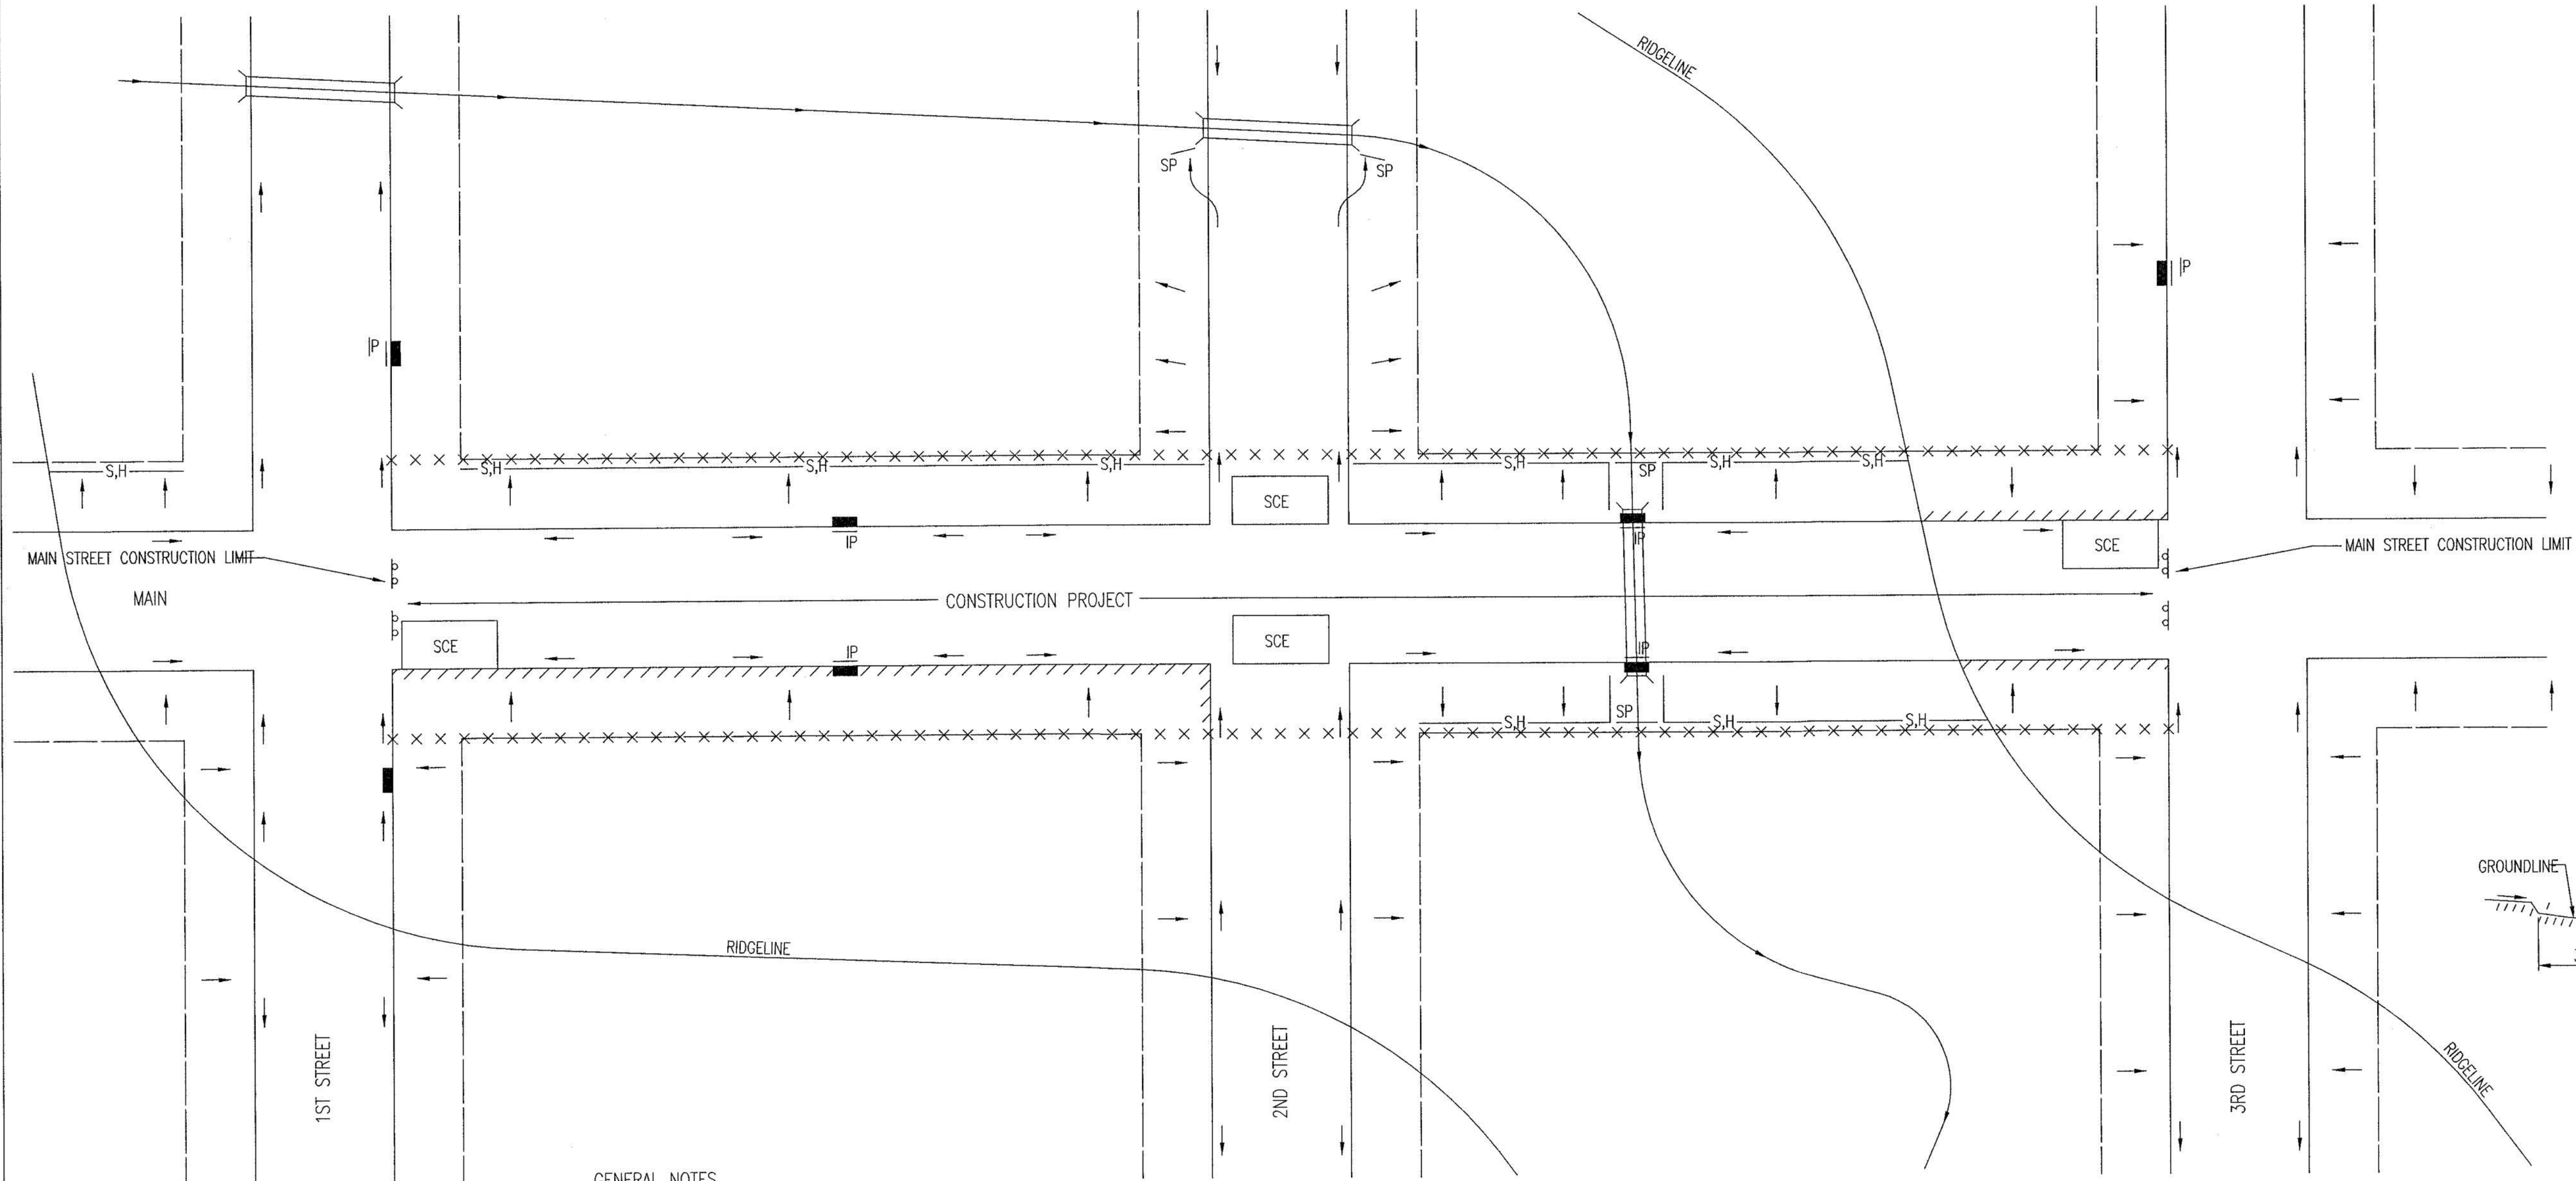 RIDGELINE
SP
SP
IP
IP
S,H
S,H
S,H
S,H
S,H
SP
S,H
S,H
SCE
IP
IP
SCE
MAIN STREET CONSTRUCTION LIMIT
MAIN STREET CONSTRUCTION LIMIT
MAIN
CONSTRUCTION PROJECT
SCE
IP
SCE
IP
S,H
SP
S,H
S,H
GROUNDLINE
RIDGELINE
1ST STREET
2ND STREET
3RD STREET
RIDGELINE
GENERAL NOTES